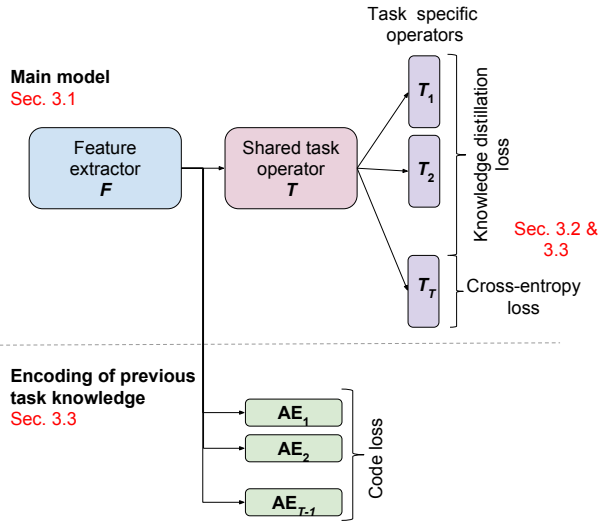 Task specific
operators
Main model
Sec. 3.1
Feature
extractor
F
Shared task
operator
T
T1
T2
TT
Knowledge distillation
loss
Sec. 3.2 &
3.3
Cross-entropy
loss
Encoding of previous
task knowledge
Sec. 3.3
AE1
AE2
AET-1
Code loss